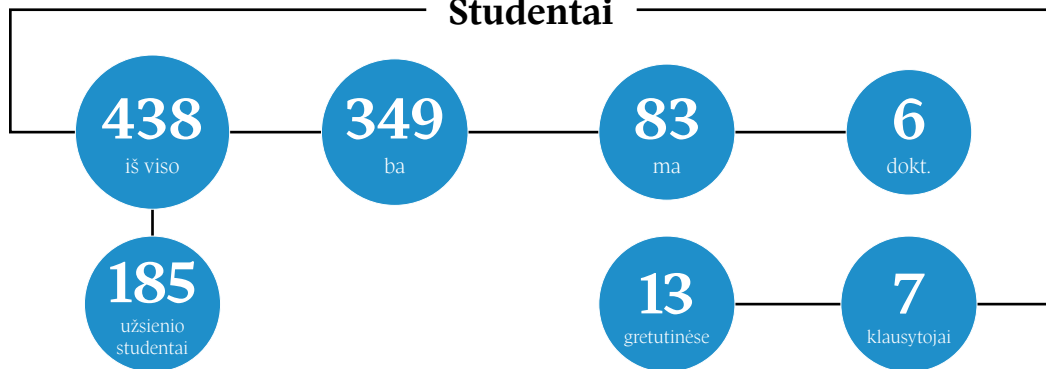 Studentai
438
iš viso
349
ba
83
ma
6
dokt.
185
užsienio
studentai
13
gretutinėse
7
klausytojai